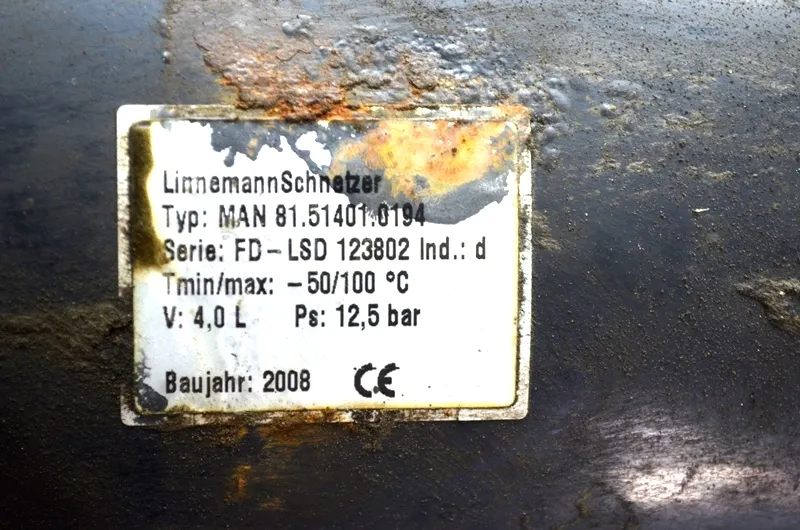 LinnemannSchnetzer
Typ: MAN 81.51401.0194
Serie: FD – LSD 123802 Ind.: d
Tmin/max: – 50/100 °C
V: 4,0 L Ps: 12,5 bar
Baujahr: 2008 CE